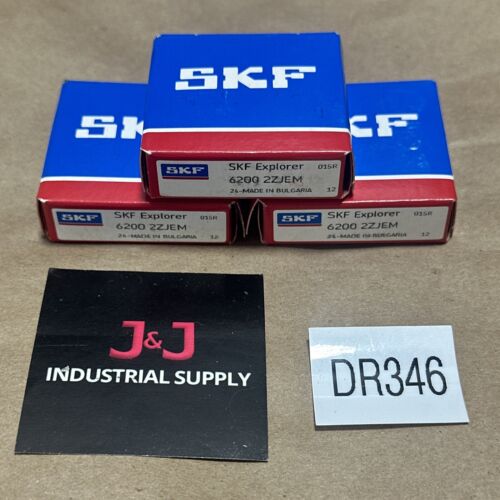 SKF
SKF
SKF
SKF
SKF Explorer
015R
6200 2ZJEM
24-MADE IN BULGARIA
12
SKF
SKF Explorer
015R
6200 2ZJEM
24-MADE IN BULGARIA
12
SKF
SKF Explorer
015R
6200 2ZJEM
24-MADE IN BULGARIA
12
J&J
INDUSTRIAL SUPPLY
DR346